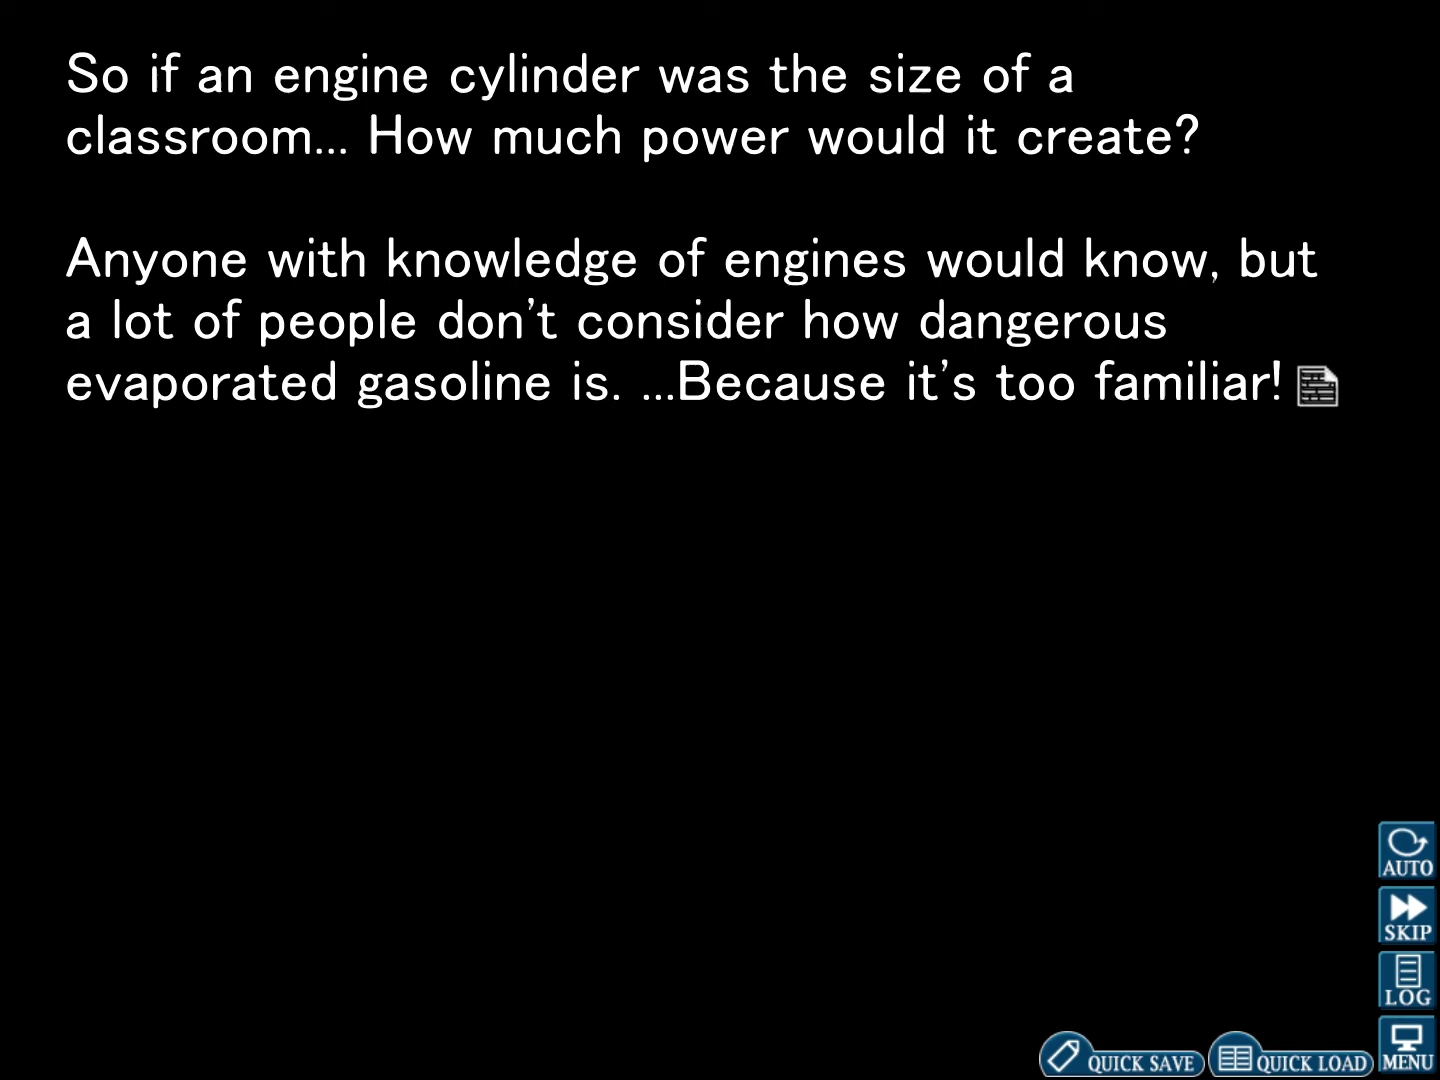 So if an engine cylinder was the size of a
classroom... How much power would it create?
Anyone with knowledge of engines would know, but
a lot of people don't consider how dangerous
evaporated gasoline is. ...Because it's too familiar!
AUTO
SKIP
LOG
MENU
QUICK SAVE
QUICK LOAD